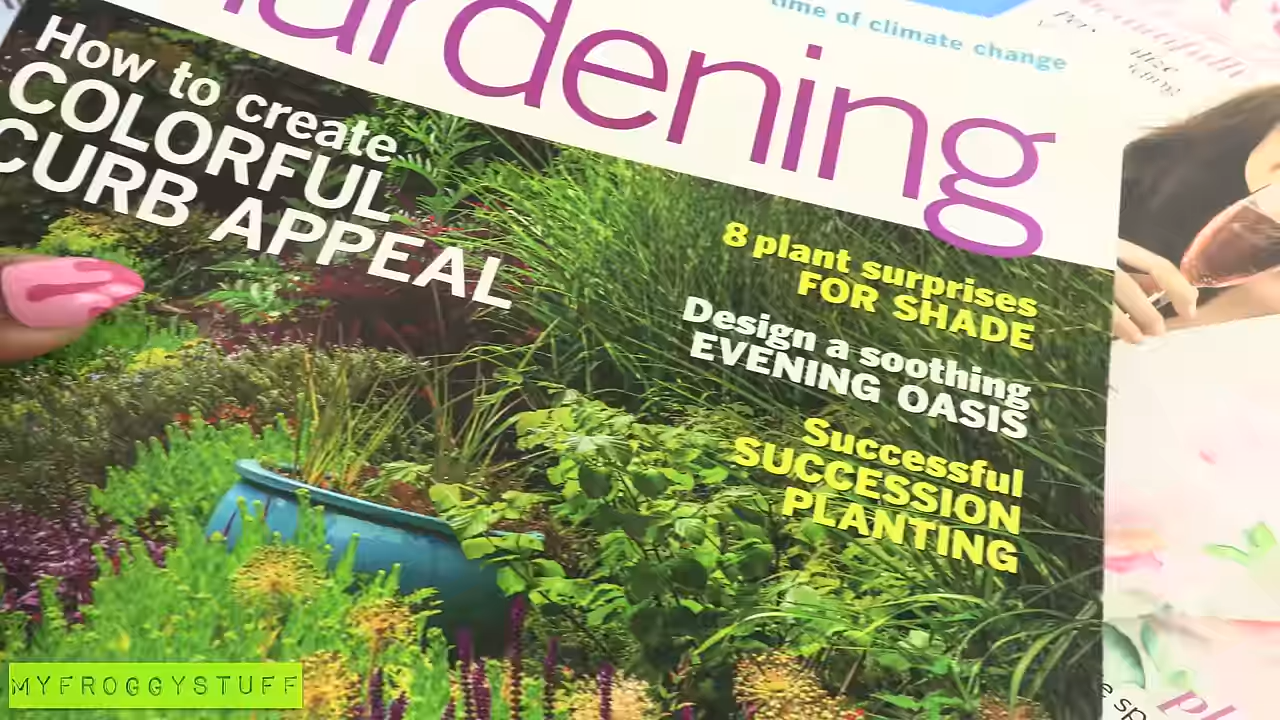 time of climate change
ardening
How to create
COLORFUL
CURB APPEAL
8 plant surprises
FOR SHADE
Design a soothing
EVENING OASIS
Successful
SUCCESSION
PLANTING
MYFROGGYSTUFF